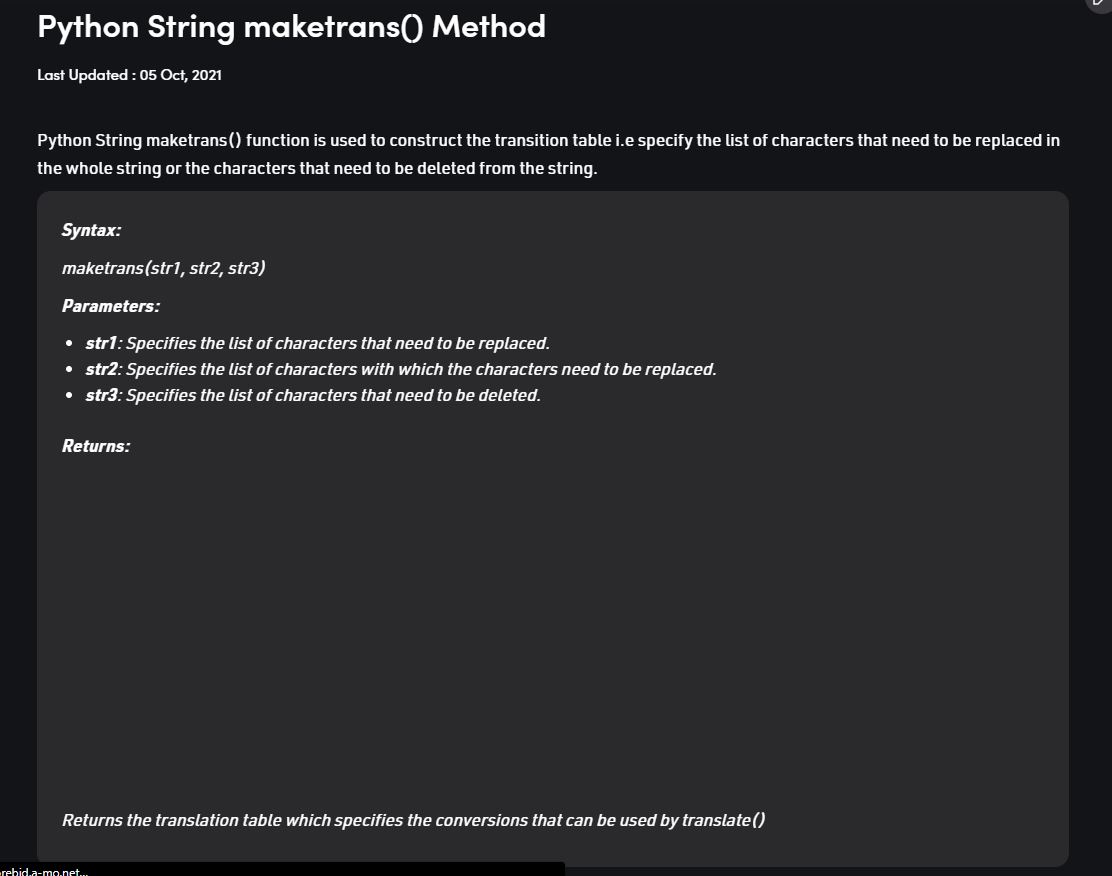 Python String maketrans() Method
Last Updated : 05 Oct, 2021
Python String maketrans() function is used to construct the transition table i.e specify the list of characters that need to be replaced in
the whole string or the characters that need to be deleted from the string.
Syntax:
maketrans(str1, str2, str3)
Parameters:
• str1: Specifies the list of characters that need to be replaced.
• str2: Specifies the list of characters with which the characters need to be replaced.
• str3: Specifies the list of characters that need to be deleted.
Returns:
Returns the translation table which specifies the conversions that can be used by translate()
rebid.a-mo.net...